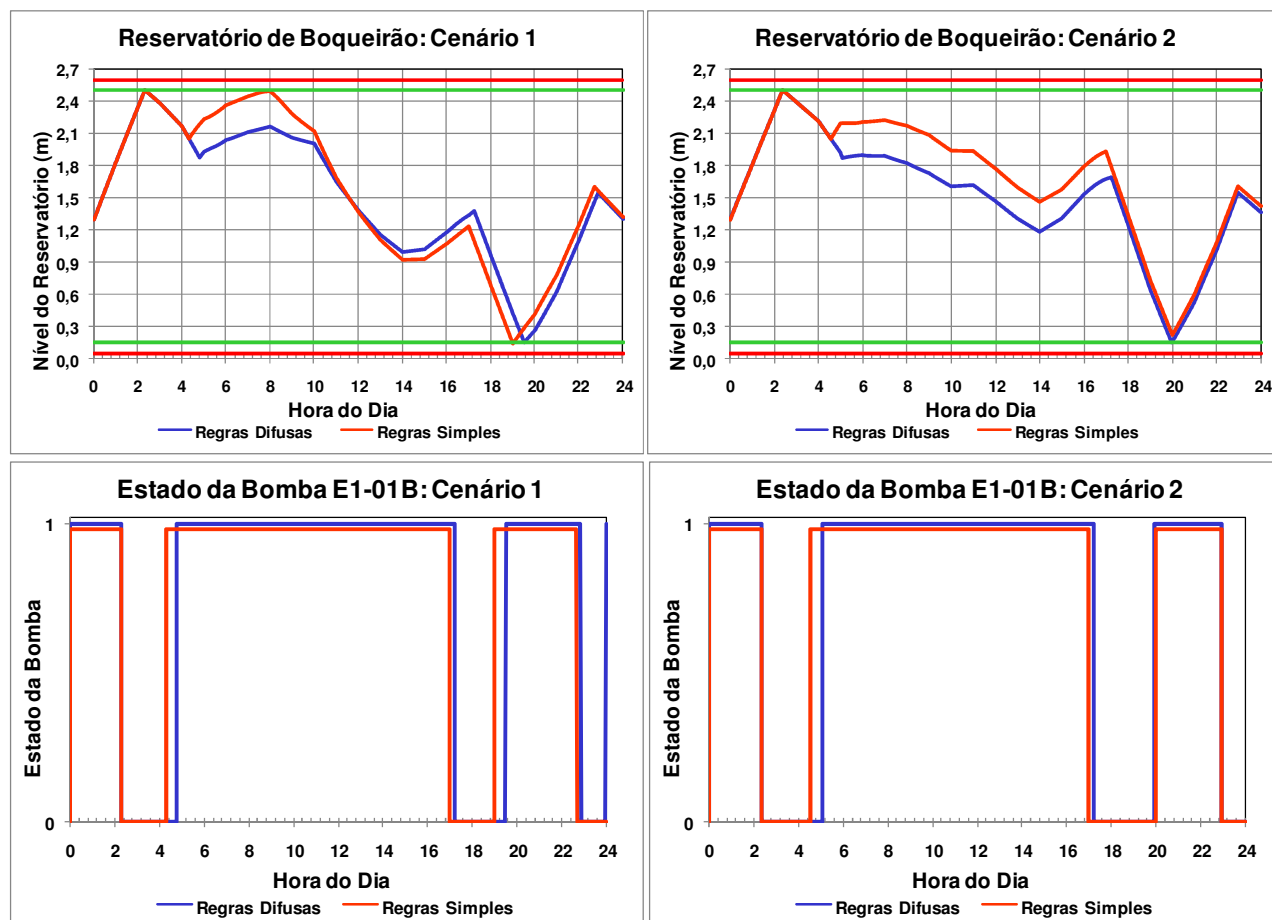 Reservatório de Boqueirão: Cenário 1
Nível do Reservatório (m)
2,7
2,4
2,1
1,8
1,5
1,2
0,9
0,6
0,3
0,0
0 2 4 6 8 10 12 14 16 18 20 22 24
Hora do Dia
Regras Difusas Regras Simples
Reservatório de Boqueirão: Cenário 2
Nível do Reservatório (m)
2,7
2,4
2,1
1,8
1,5
1,2
0,9
0,6
0,3
0,0
0 2 4 6 8 10 12 14 16 18 20 22 24
Hora do Dia
Regras Difusas Regras Simples
Estado da Bomba E1-01B: Cenário 1
Estado da Bomba
1
0
0 2 4 6 8 10 12 14 16 18 20 22 24
Hora do Dia
Regras Difusas Regras Simples
Estado da Bomba E1-01B: Cenário 2
Estado da Bomba
1
0
0 2 4 6 8 10 12 14 16 18 20 22 24
Hora do Dia
Regras Difusas Regras Simples